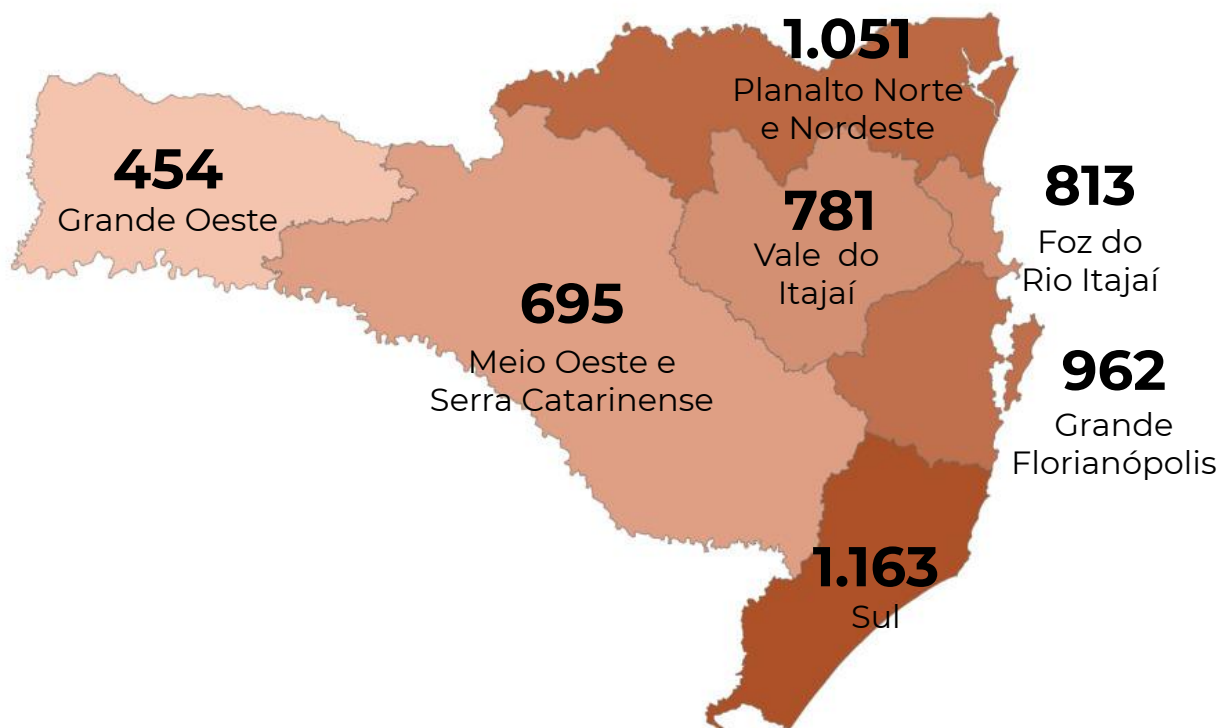 1.051
Planalto Norte
e Nordeste
454
Grande Oeste
781
Vale do
Itajaí
813
Foz do
Rio Itajaí
695
Meio Oeste e
Serra Catarinense
962
Grande
Florianópolis
1.163
Sul